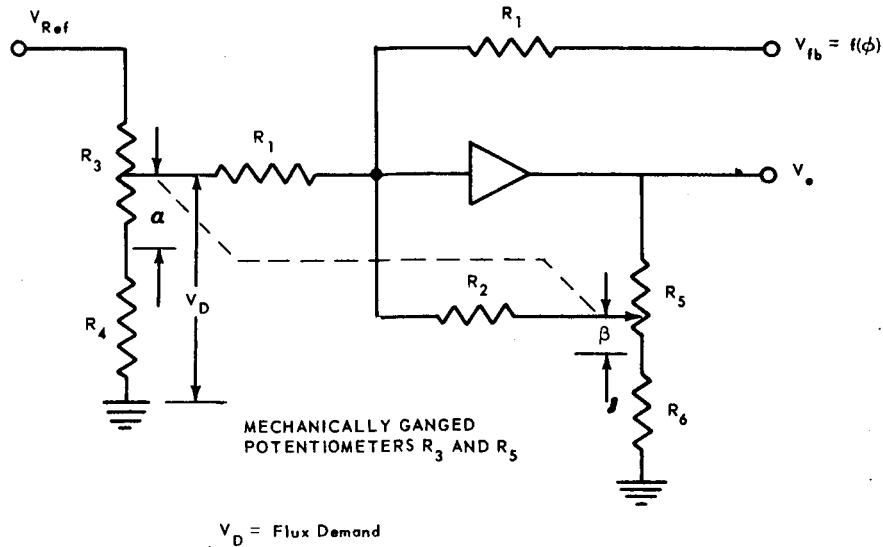 V_Ref
R_1
V_fb = f(φ)
R_3
R_1
V_e
α
R_2
R_5
V_D
β
R_4
R_6
MECHANICALLY GANGED
POTENTIOMETERS R_3 AND R_5
V_D = Flux Demand